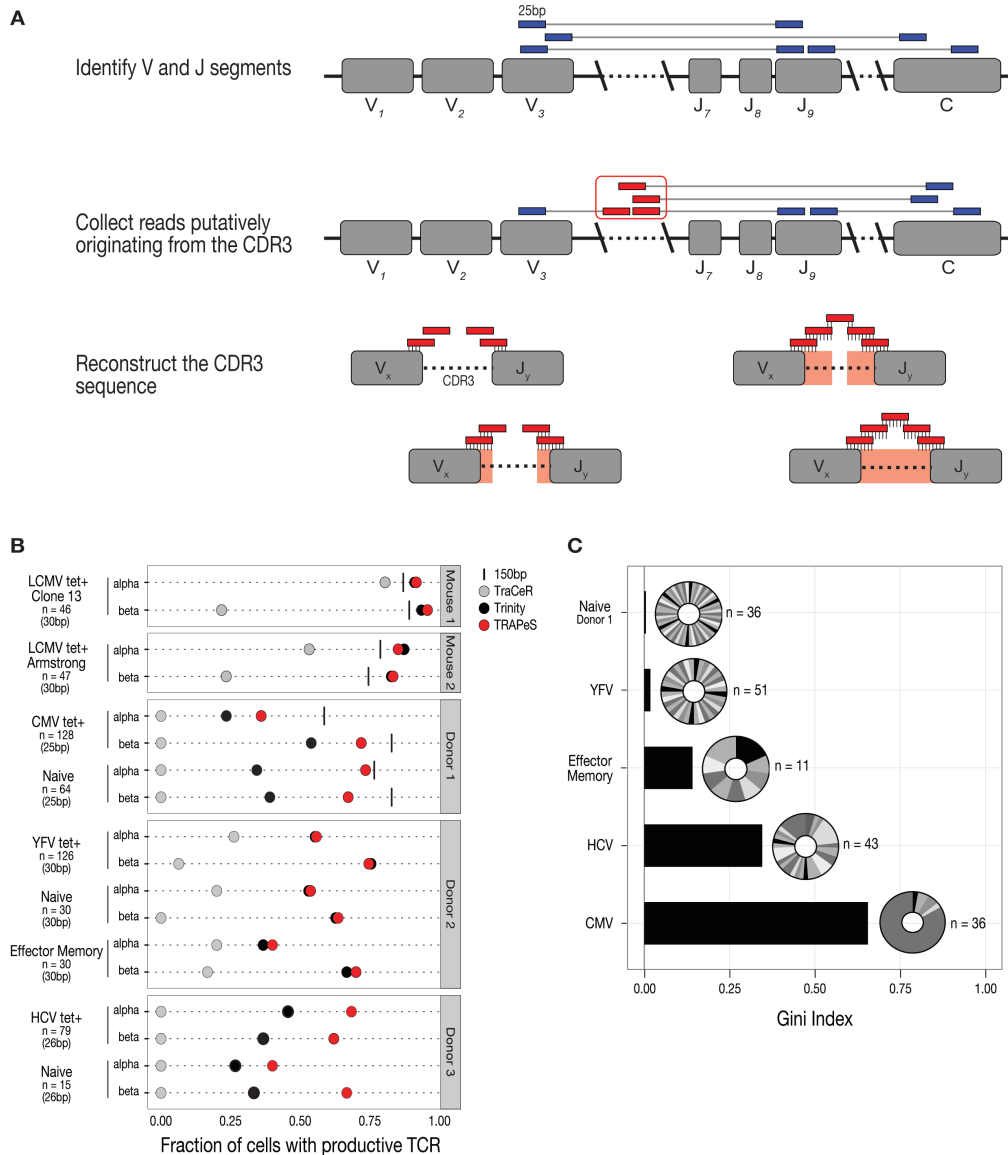 A
25bp
Identify V and J segments
V1 V2 V3 J7 J8 J9 C
Collect reads putatively
originating from the CDR3
V1 V2 V3 J7 J8 J9 C
Reconstruct the CDR3
sequence
Vx CDR3 Jy
Vx Jy
Vx Jy
Vx Jy
B
LCMV tet+
Clone 13
n = 46
(30bp)
alpha
beta
Mouse 1
LCMV tet+
Armstrong
n = 47
(30bp)
alpha
beta
Mouse 2
CMV tet+
n = 128
(25bp)
alpha
beta
Naive
n = 64
(25bp)
alpha
beta
Donor 1
YFV tet+
n = 126
(30bp)
alpha
beta
Naive
n = 30
(30bp)
alpha
beta
Effector Memory
n = 30
(30bp)
alpha
beta
Donor 2
HCV tet+
n = 79
(26bp)
alpha
beta
Naive
n = 15
(26bp)
alpha
beta
Donor 3
0.00 0.25 0.50 0.75 1.00
Fraction of cells with productive TCR
150bp
TraCeR
Trinity
TRAPeS
C
Naive
Donor 1
n = 36
YFV
n = 51
Effector
Memory
n = 11
HCV
n = 43
CMV
n = 36
0.00 0.25 0.50 0.75 1.00
Gini Index